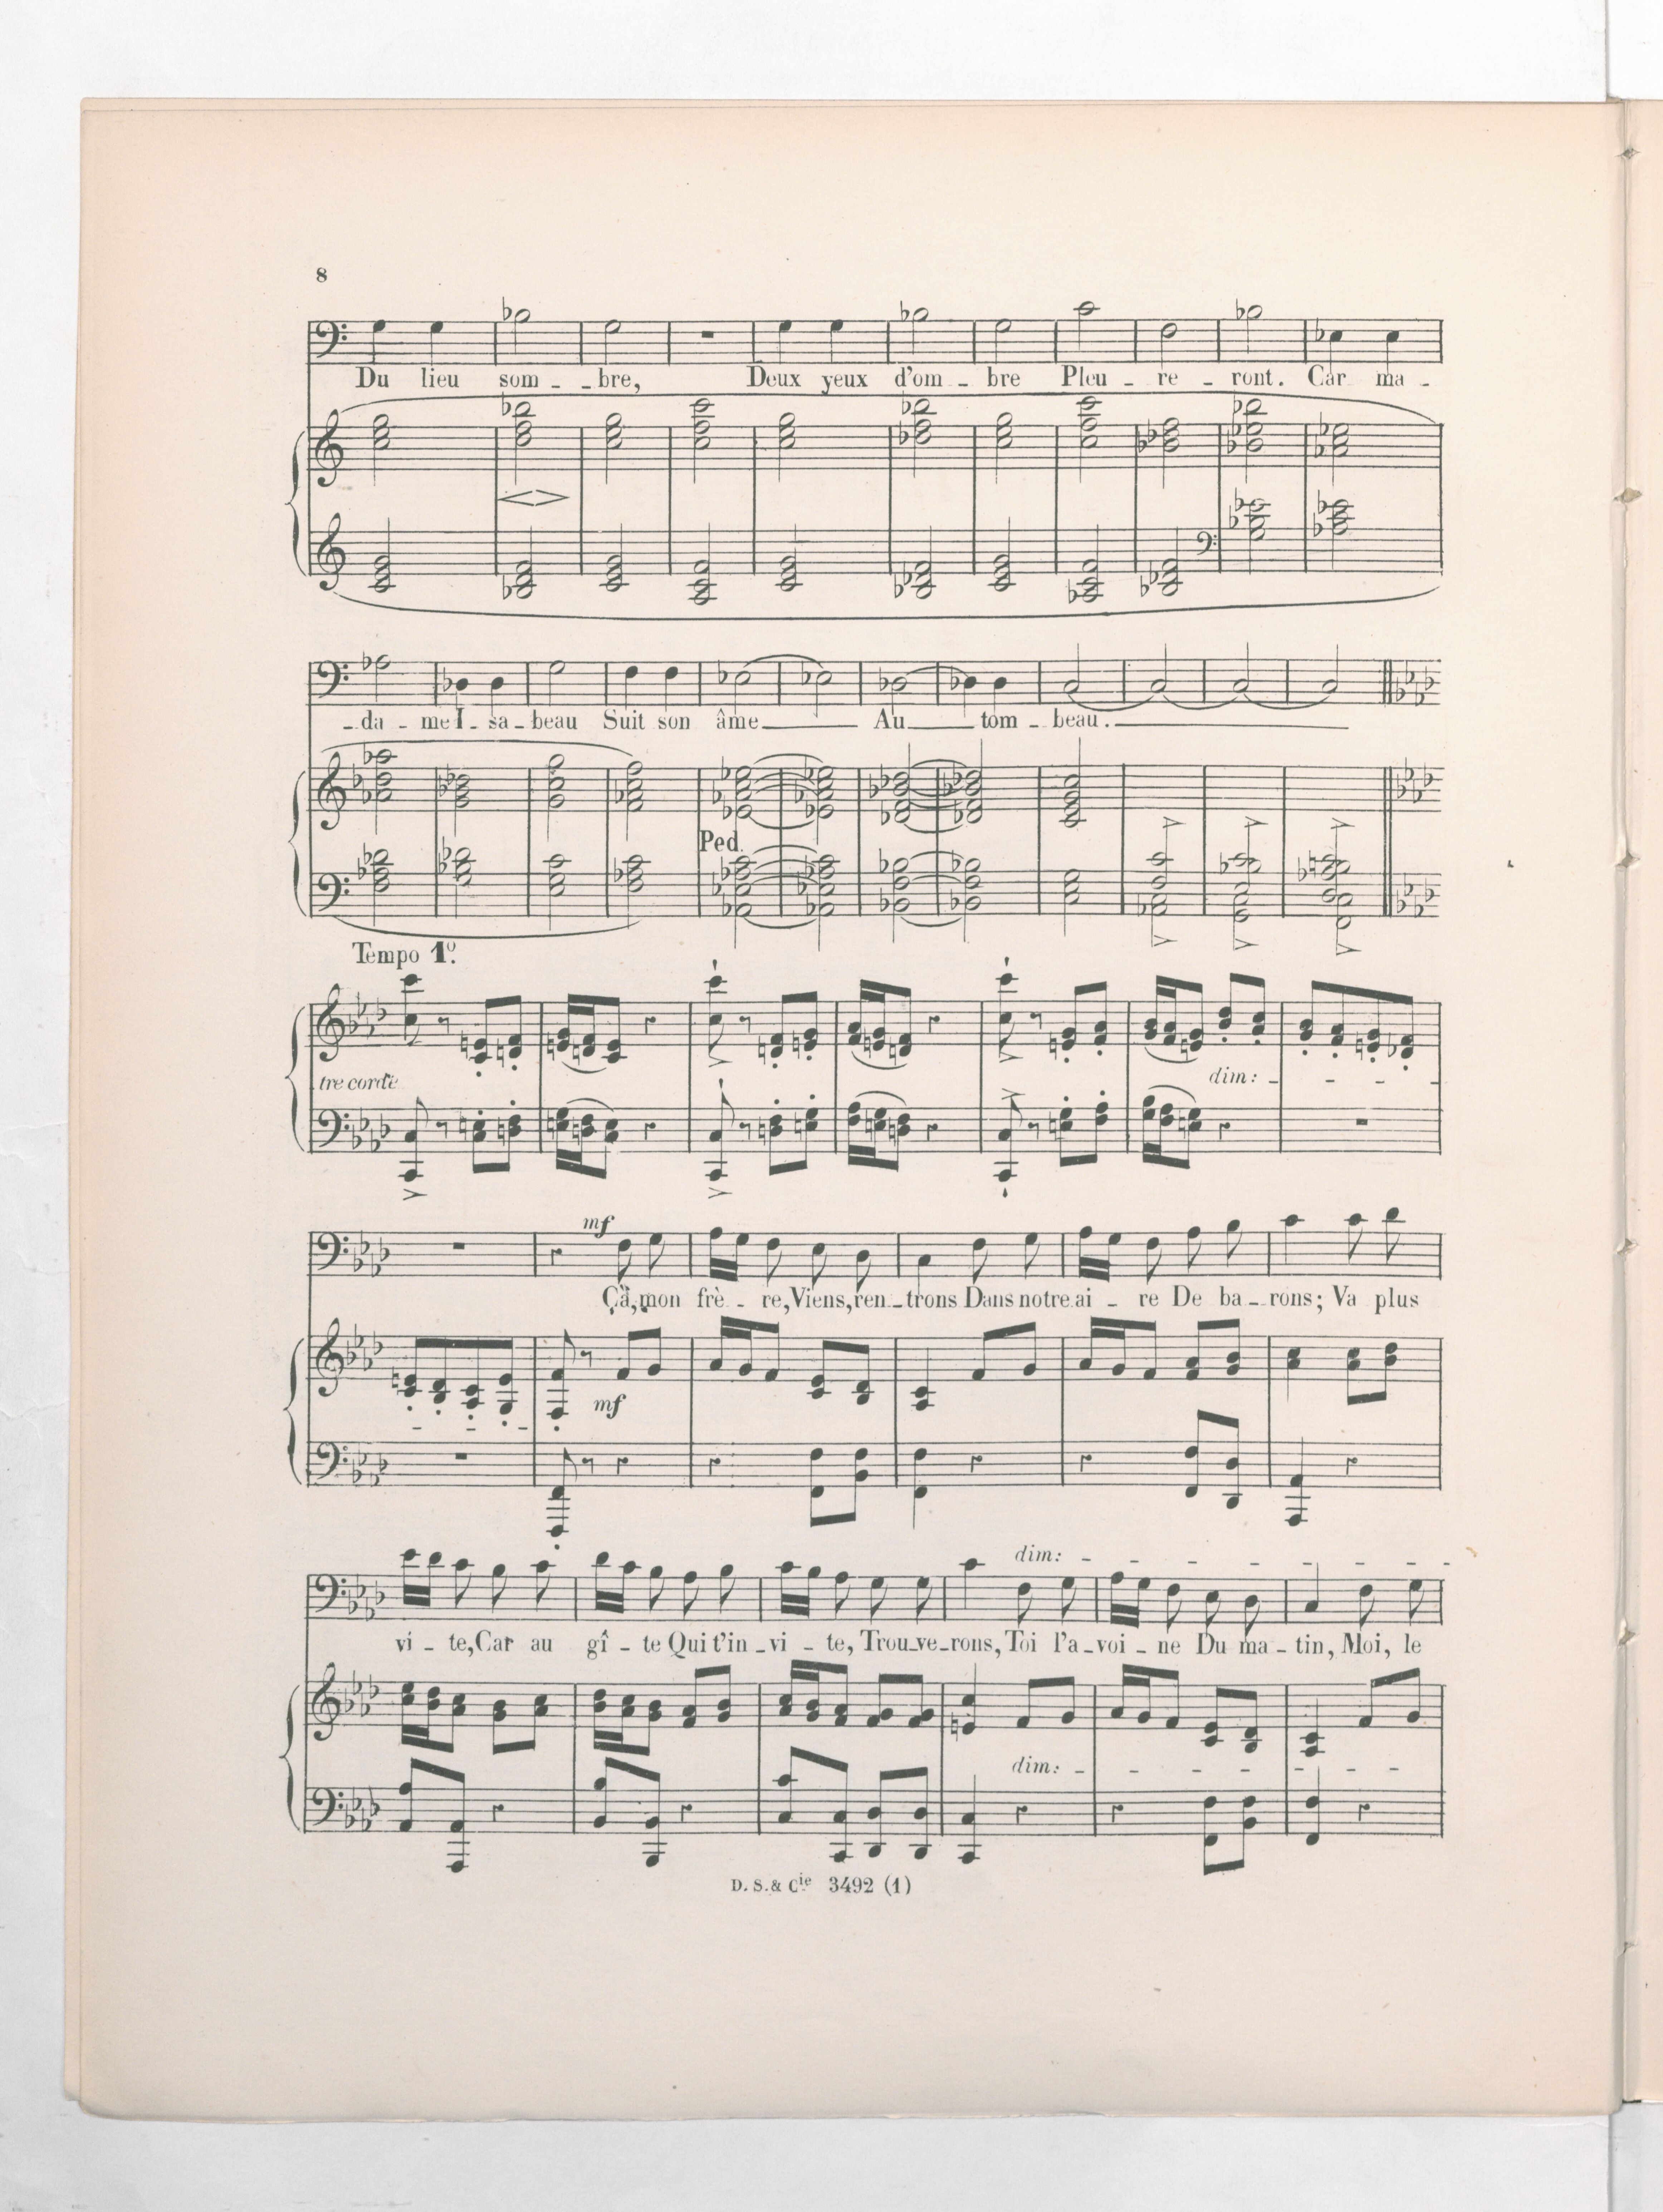 8
Du lieu som - - bre, Deux yeux d'om - bre Pleu - re - ront. Car ma -
- da - me I - sa - beau Suit son âme Au tom - beau.
Ped.
Tempo 1º.
tre corde
dim: - - - - -
mf
Çà, mon frè - re, Viens, ren - trons Dans notre ai - re De ba - rons; Va plus
mf
dim: - - - - - - - -
vi - te, Car au gî - te Qui t'in - vi - te, Trou - ve - rons, Toi l'a - voi - ne Du ma - tin, Moi, le
dim: - - - - - - -
D. S. & Cie 3492 (1)